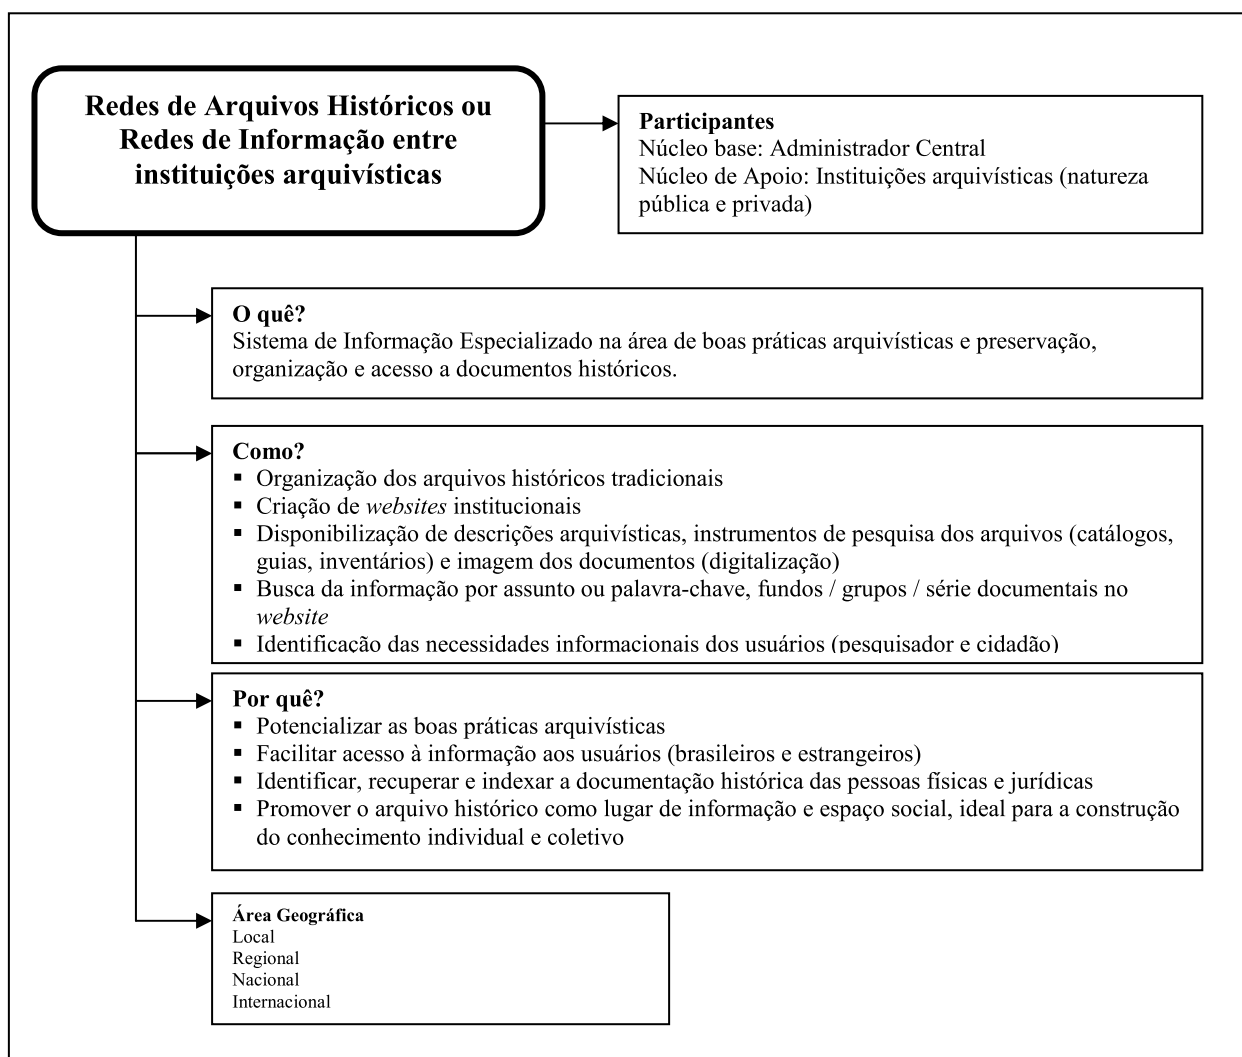 Redes de Arquivos Históricos ou
Redes de Informação entre
instituições arquivísticas
Participantes
Núcleo base: Administrador Central
Núcleo de Apoio: Instituições arquivísticas (natureza
pública e privada)
O quê?
Sistema de Informação Especializado na área de boas práticas arquivísticas e preservação,
organização e acesso a documentos históricos.
Como?
▪ Organização dos arquivos históricos tradicionais
▪ Criação de websites institucionais
▪ Disponibilização de descrições arquivísticas, instrumentos de pesquisa dos arquivos (catálogos,
guias, inventários) e imagem dos documentos (digitalização)
▪ Busca da informação por assunto ou palavra-chave, fundos / grupos / série documentais no
website
▪ Identificação das necessidades informacionais dos usuários (pesquisador e cidadão)
Por quê?
▪ Potencializar as boas práticas arquivísticas
▪ Facilitar acesso à informação aos usuários (brasileiros e estrangeiros)
▪ Identificar, recuperar e indexar a documentação histórica das pessoas físicas e jurídicas
▪ Promover o arquivo histórico como lugar de informação e espaço social, ideal para a construção
do conhecimento individual e coletivo
Área Geográfica
Local
Regional
Nacional
Internacional